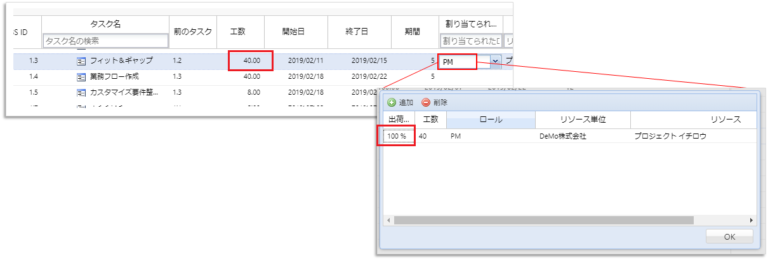 S ID タスク名 前のタスク 工数 開始日 終了日 期間 割り当てられ...
タスク名の検索 割り当てられた
1.3 フィット＆ギャップ 1.2 40.00 2019/02/11 2019/02/15 5 PM
1.4 業務フロー作成 1.3 40.00 2019/02/18 2019/02/22 5
1.5 カスタマイズ要件整... 1.3 8.00 2019/02/18
追加 削除
出荷... 工数 ロール リソース単位 リソース
100 % 40 PM DeMo株式会社 プロジェクト イチロウ
OK